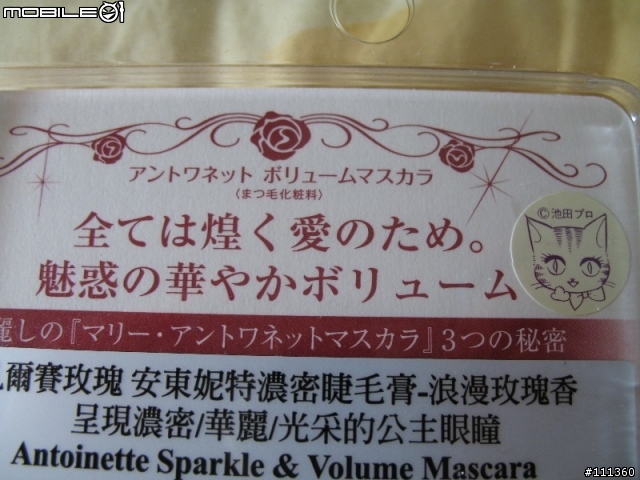 MOBILE01
アントワネット ボリュームマスカラ
〈まつ毛化粧料〉
©池田プロ
全ては煌く愛のため。
魅惑の華やかボリューム
麗しの『マリー・アントワネットマスカラ』3つの秘密
爾賽玫瑰 安東妮特濃密睫毛膏-浪漫玫瑰香
呈現濃密/華麗/光采的公主眼瞳
Antoinette Sparkle & Volume Mascara
#111360